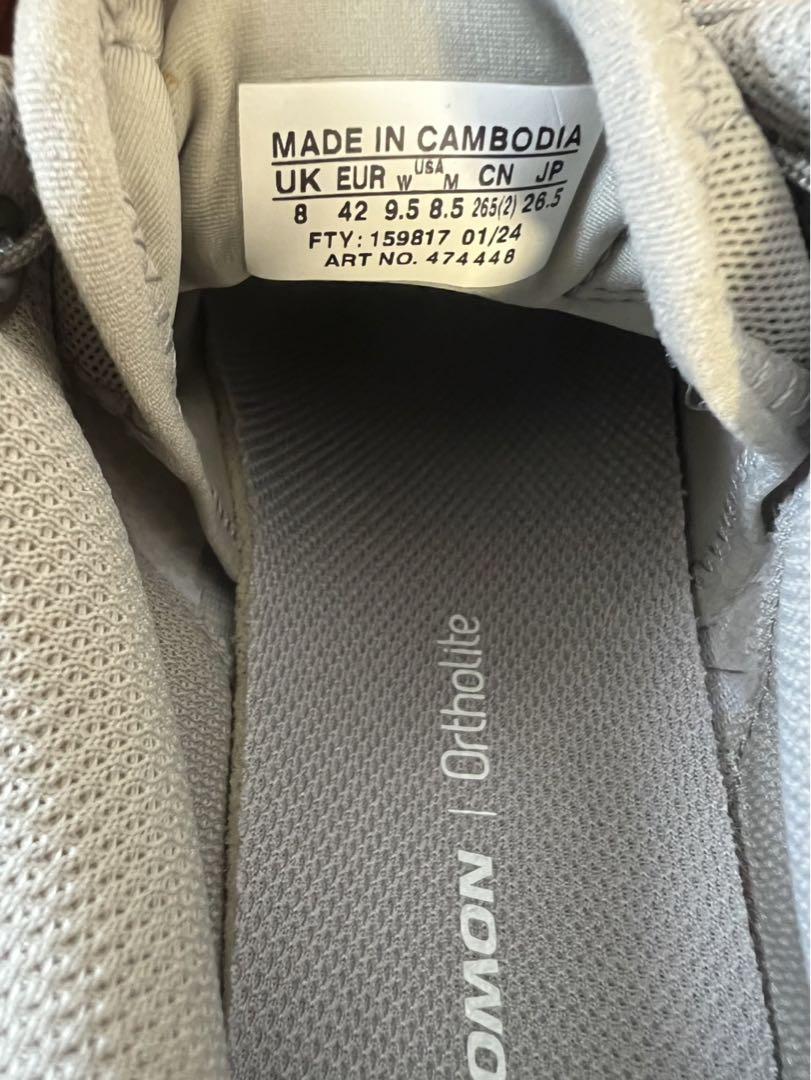 MADE IN CAMBODIA
UK EUR W USA M CN JP
8 42 9.5 8.5 265(2) 26.5
FTY: 159817 01/24
ART NO. 474448
OMON | Ortholite